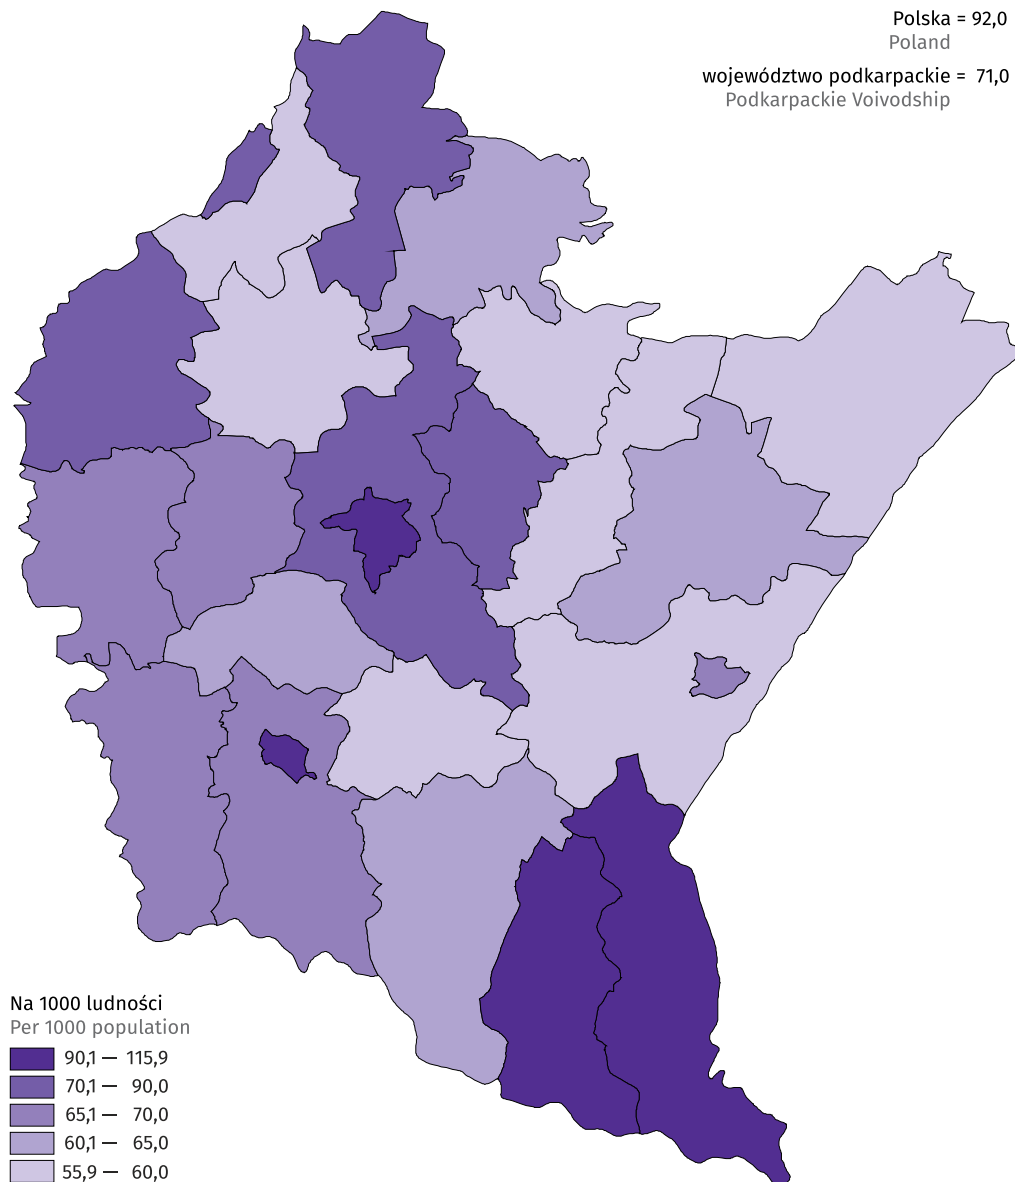 Polska = 92,0
Poland
województwo podkarpackie = 71,0
Podkarpackie Voivodship
Na 1000 ludności
Per 1000 population
90,1 — 115,9
70,1 — 90,0
65,1 — 70,0
60,1 — 65,0
55,9 — 60,0